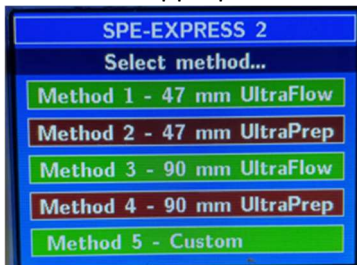 SPE-EXPRESS 2
Select method...
Method 1 - 47 mm UltraFlow
Method 2 - 47 mm UltraPrep
Method 3 - 90 mm UltraFlow
Method 4 - 90 mm UltraPrep
Method 5 - Custom